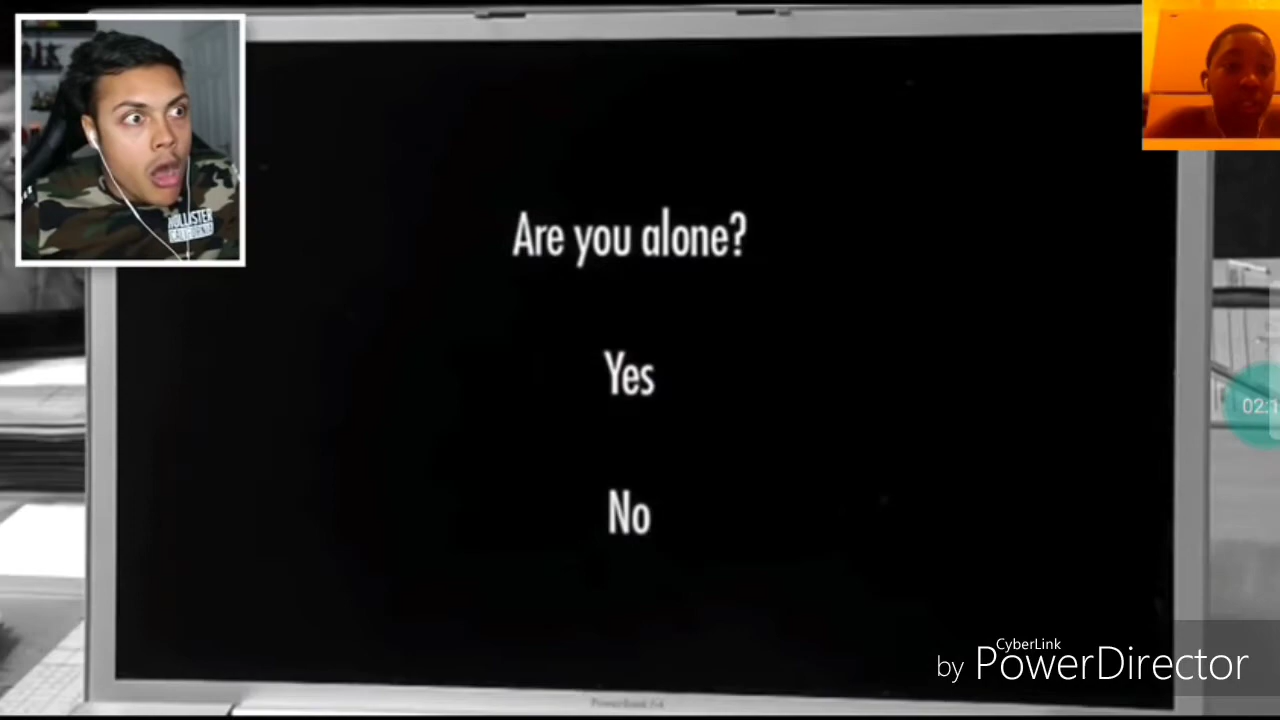 HOLLISTER
CALIFORNIA
Are you alone?
Yes
No
02:1
CyberLink
by PowerDirector